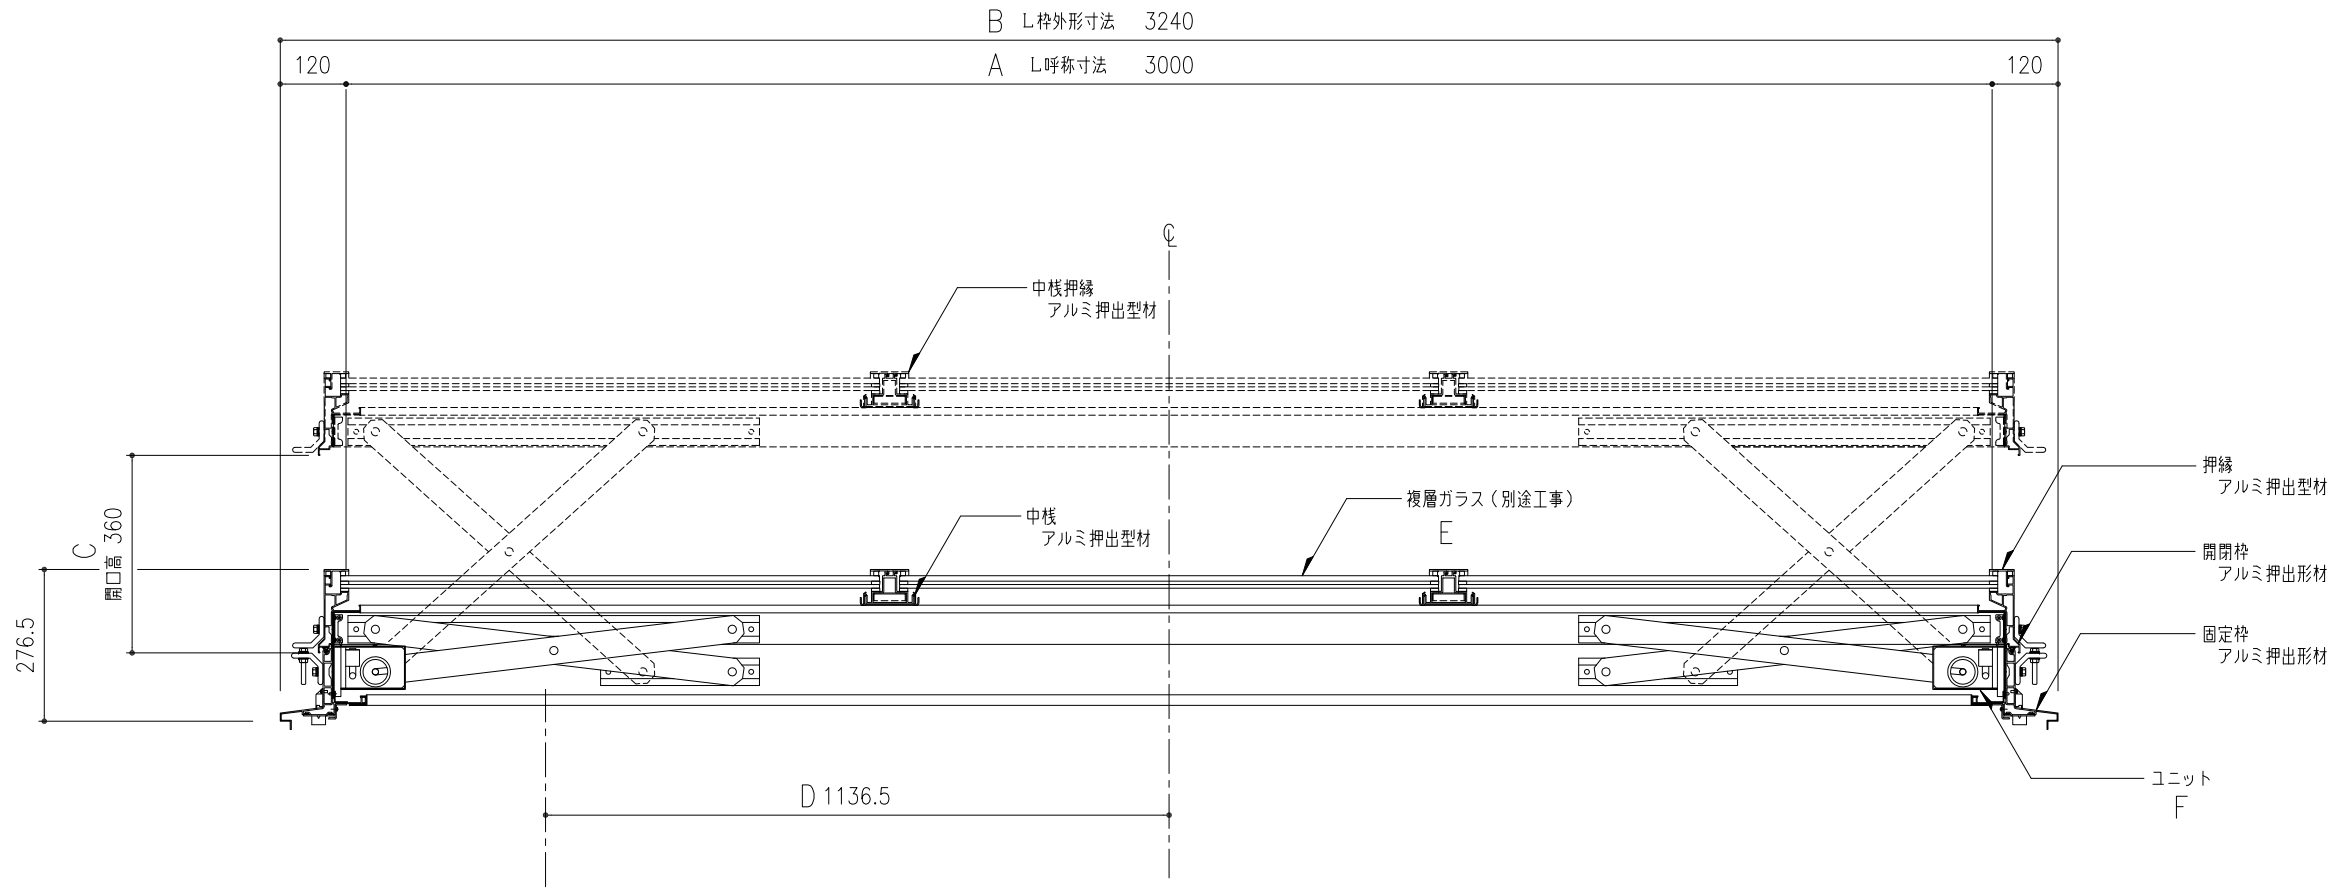 B L枠外形寸法 3240
120 A L呼称寸法 3000 120
℄
中桟押縁
アルミ押出型材
押縁
アルミ押出型材
複層ガラス(別途工事)
E
中桟
アルミ押出型材
C
開口高 360
開閉枠
アルミ押出形材
276.5
固定枠
アルミ押出形材
ユニット
F
D 1136.5